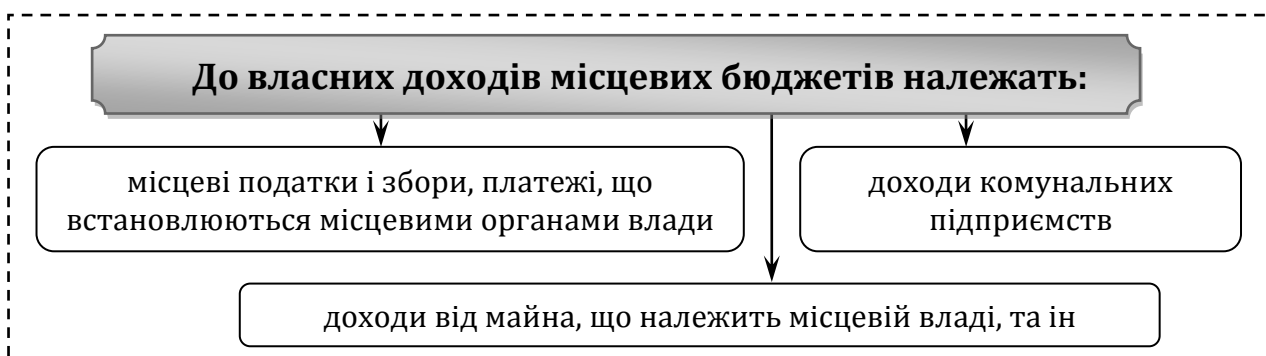 До власних доходів місцевих бюджетів належать:
місцеві податки і збори, платежі, що
встановлюються місцевими органами влади
доходи комунальних
підприємств
доходи від майна, що належить місцевій владі, та ін